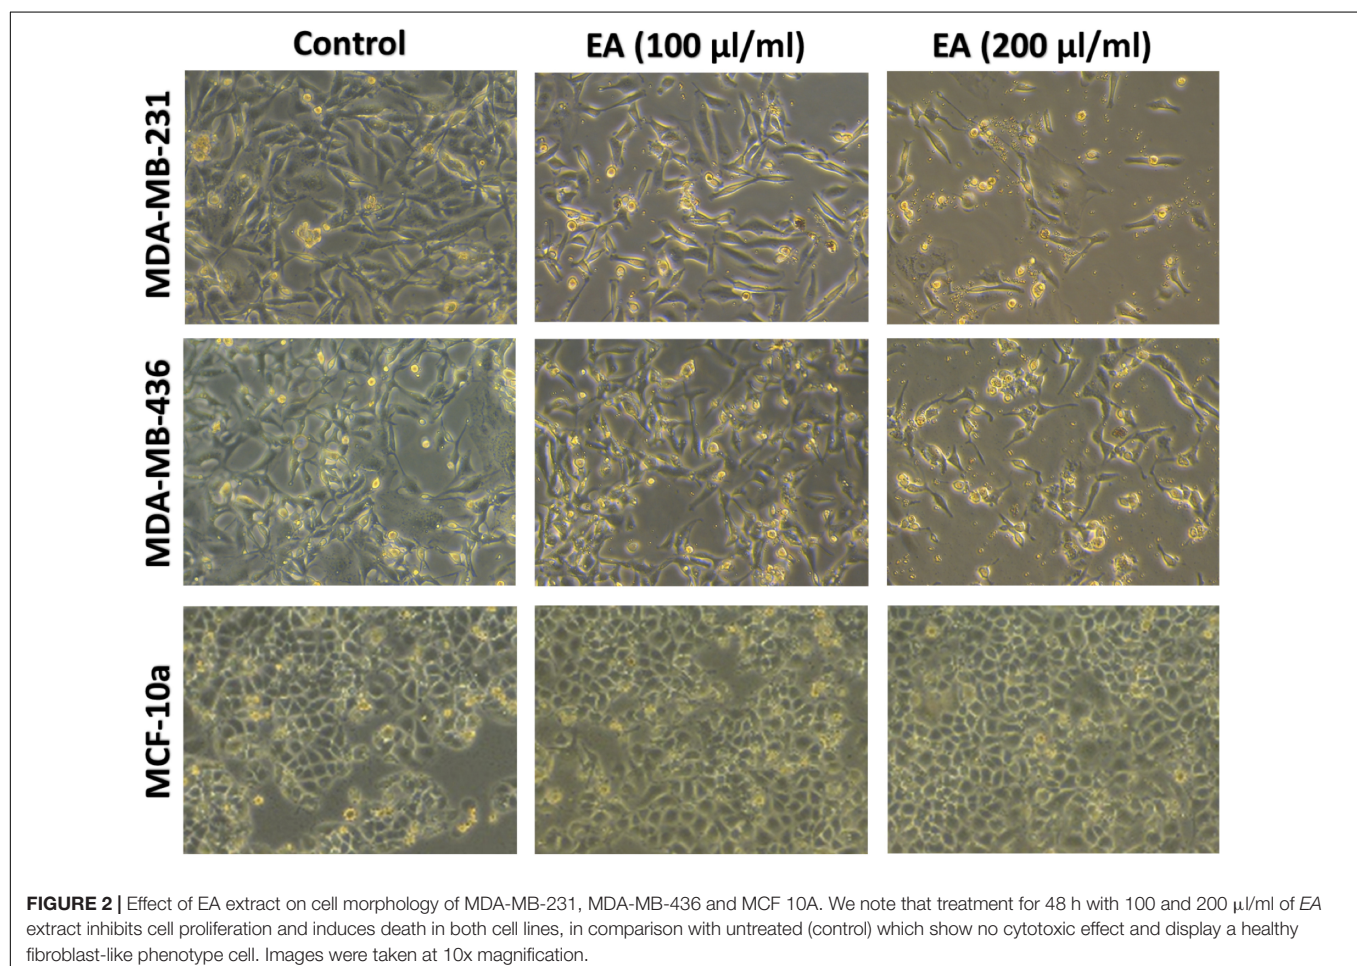 Control EA (100 µl/ml) EA (200 µl/ml)
MDA-MB-231
MDA-MB-436
MCF-10a
FIGURE 2 | Effect of EA extract on cell morphology of MDA-MB-231, MDA-MB-436 and MCF 10A. We note that treatment for 48 h with 100 and 200 µl/ml of EA
extract inhibits cell proliferation and induces death in both cell lines, in comparison with untreated (control) which show no cytotoxic effect and display a healthy
fibroblast-like phenotype cell. Images were taken at 10x magnification.